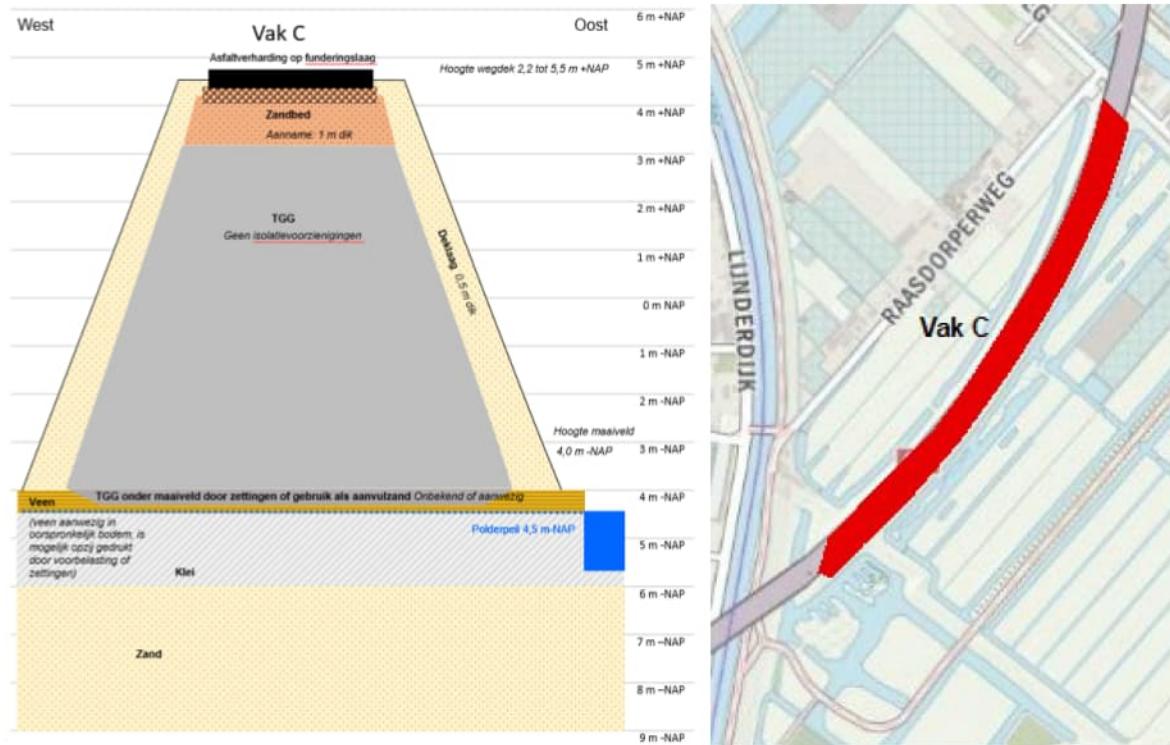 West
Vak C
Oost
Asfaltverharding op funderingslaag
Hoogte wegdek 2,2 tot 5,5 m +NAP
Zandbed
Aanname: 1 m dik
TGG
Geen isolatievoorzienigingen
Deklaag 0,5 m dik
Hoogte maaiveld
4,0 m -NAP
TGG onder maaiveld door zettingen of gebruik als aanvulzand Onbekend of aanwezig
Veen
(veen aanwezig in
oorspronkelijk bodem, is
mogelijk opzij gedrukt
door voorbelasting of
zettingen)
Polderpeil 4,5 m-NAP
Klei
Zand
6 m +NAP
5 m +NAP
4 m +NAP
3 m +NAP
2 m +NAP
1 m +NAP
0 m NAP
1 m -NAP
2 m -NAP
3 m -NAP
4 m -NAP
5 m -NAP
6 m -NAP
7 m –NAP
8 m –NAP
9 m -NAP
RAASDORPERWEG
LIJNDERDIJK
Vak C